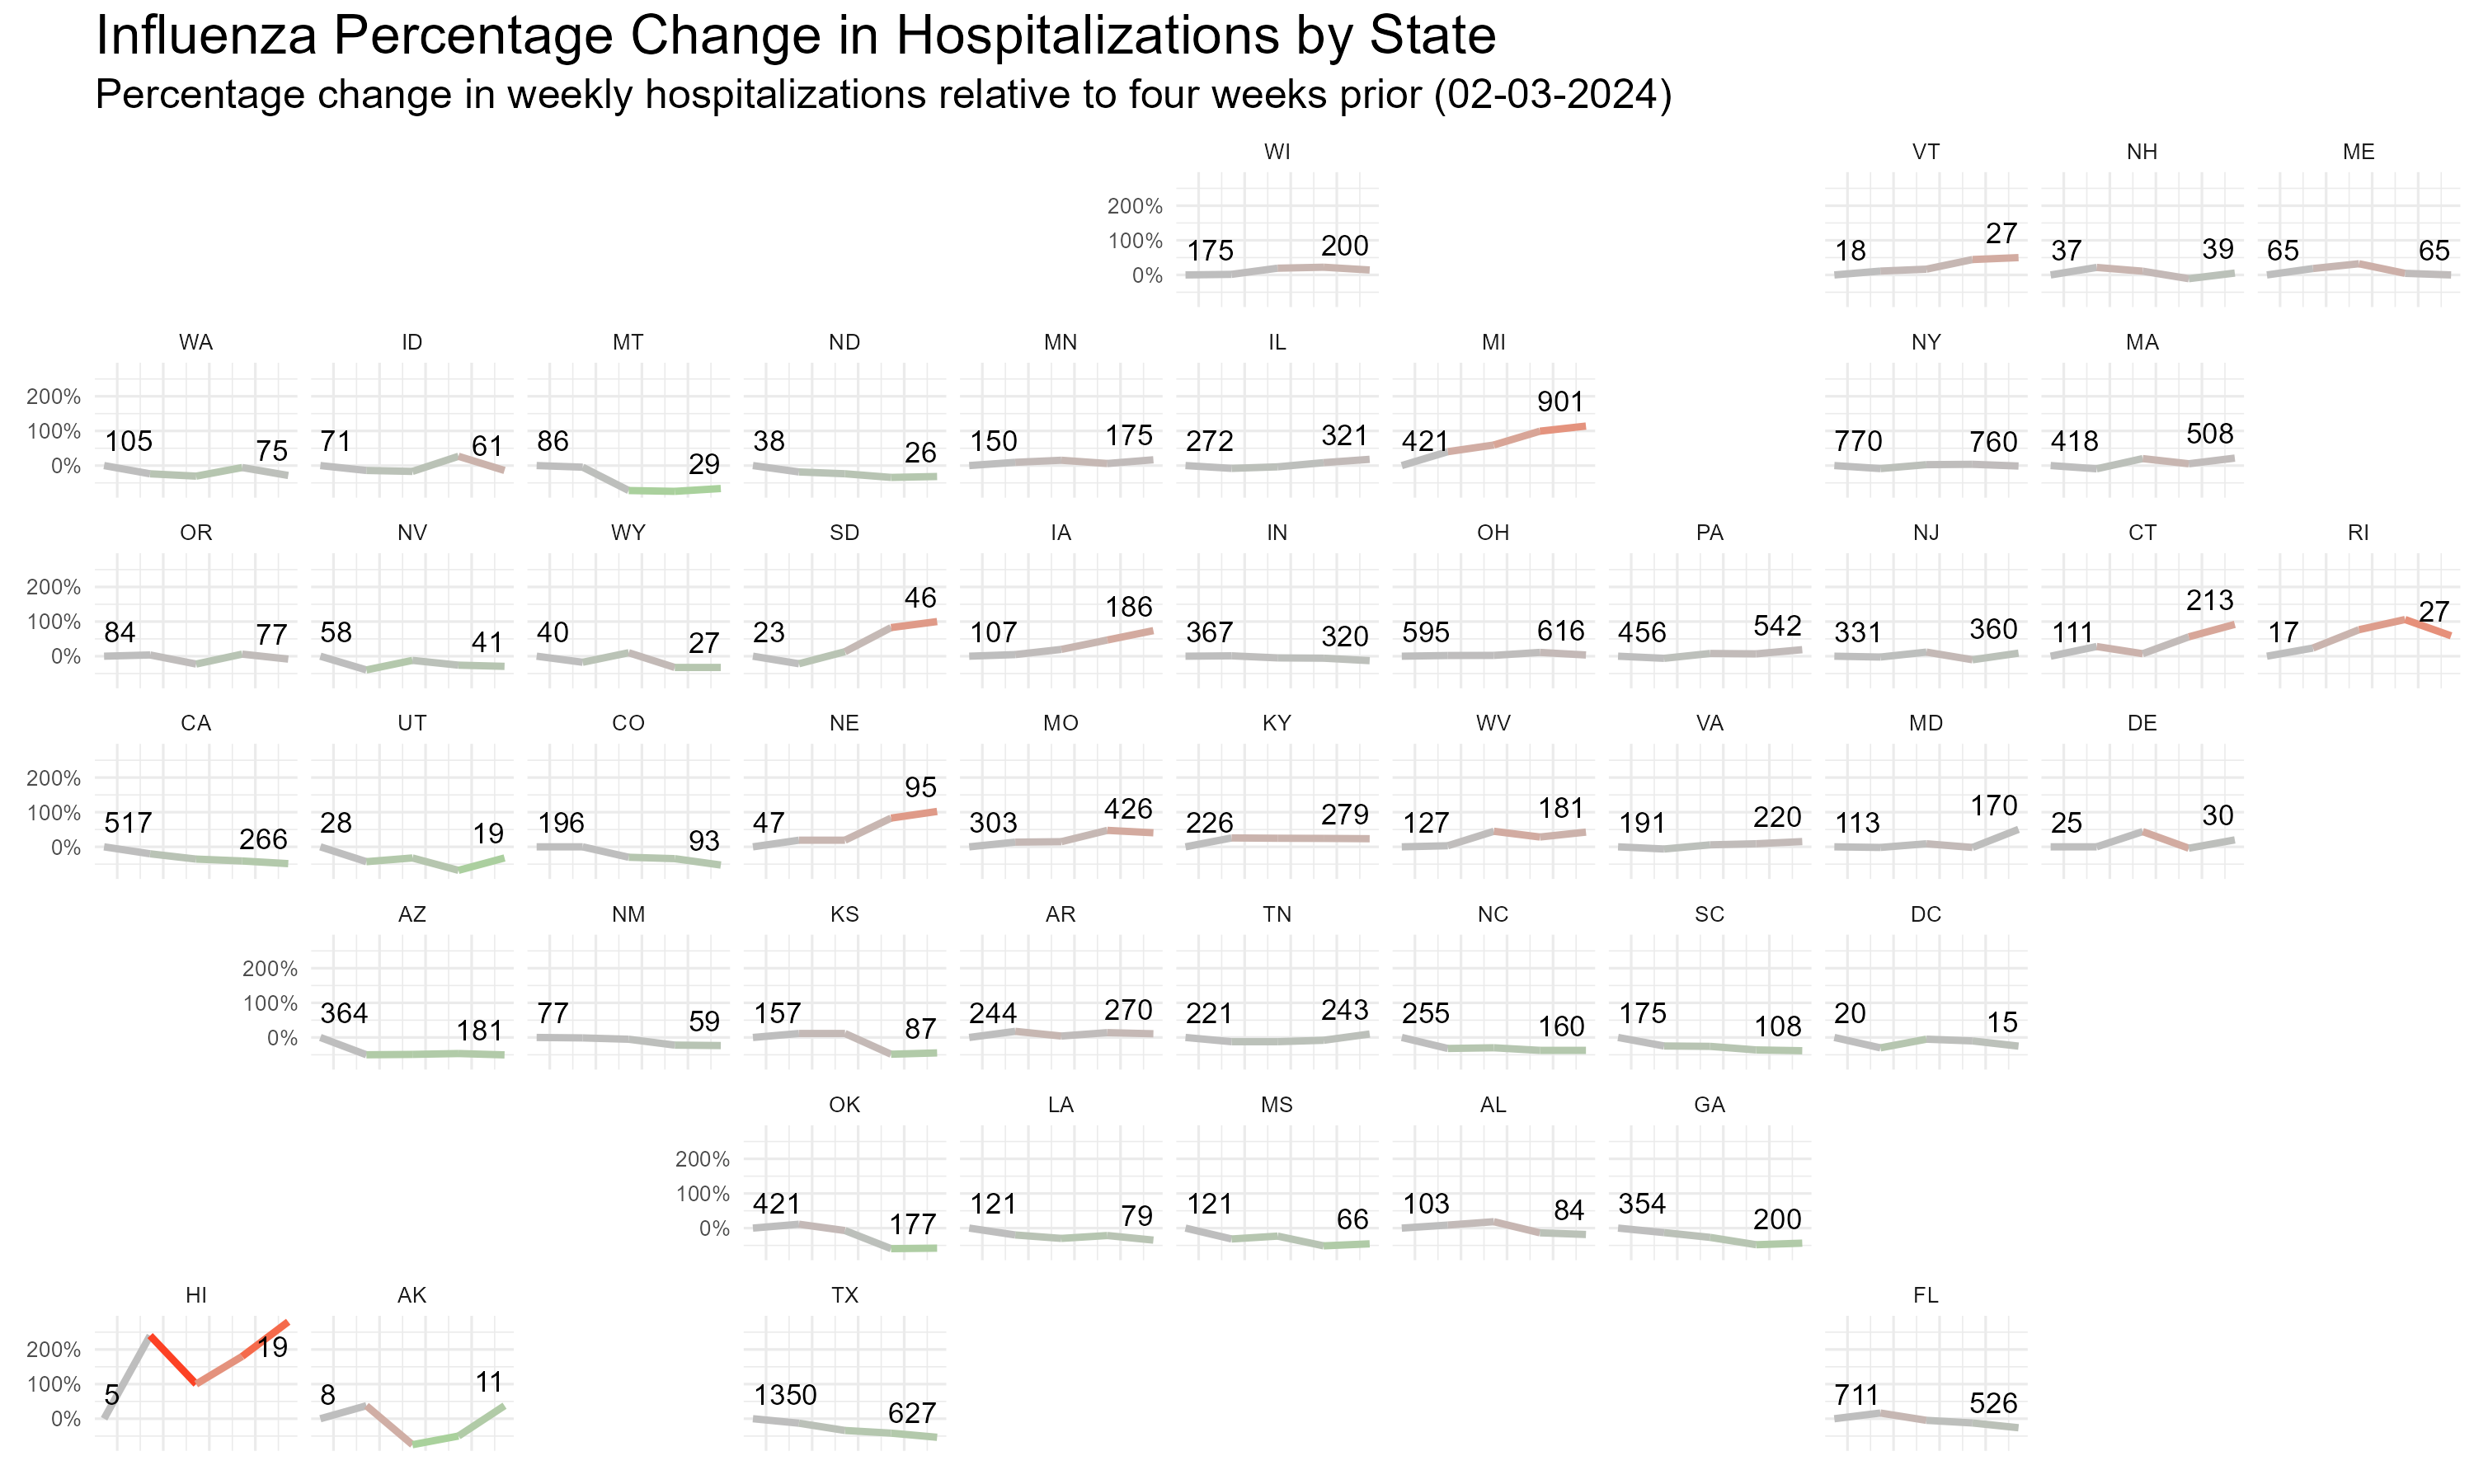 Influenza Percentage Change in Hospitalizations by State
Percentage change in weekly hospitalizations relative to four weeks prior (02-03-2024)
WI VT NH ME
200%
100%
0%
175 200 18 27 37 39 65 65
WA ID MT ND MN IL MI NY MA
200%
100%
0%
105 75 71 61 86 29 38 26 150 175 272 321 421 901 770 760 418 508
OR NV WY SD IA IN OH PA NJ CT RI
200%
100%
0%
84 77 58 41 40 27 23 46 107 186 367 320 595 616 456 542 331 360 111 213 17 27
CA UT CO NE MO KY WV VA MD DE
200%
100%
0%
517 266 28 19 196 93 47 95 303 426 226 279 127 181 191 220 113 170 25 30
AZ NM KS AR TN NC SC DC
200%
100%
0%
364 181 77 59 157 87 244 270 221 243 255 160 175 108 20 15
OK LA MS AL GA
200%
100%
0%
421 177 121 79 121 66 103 84 354 200
HI AK TX FL
200%
100%
0%
5 19 8 11 1350 627 711 526